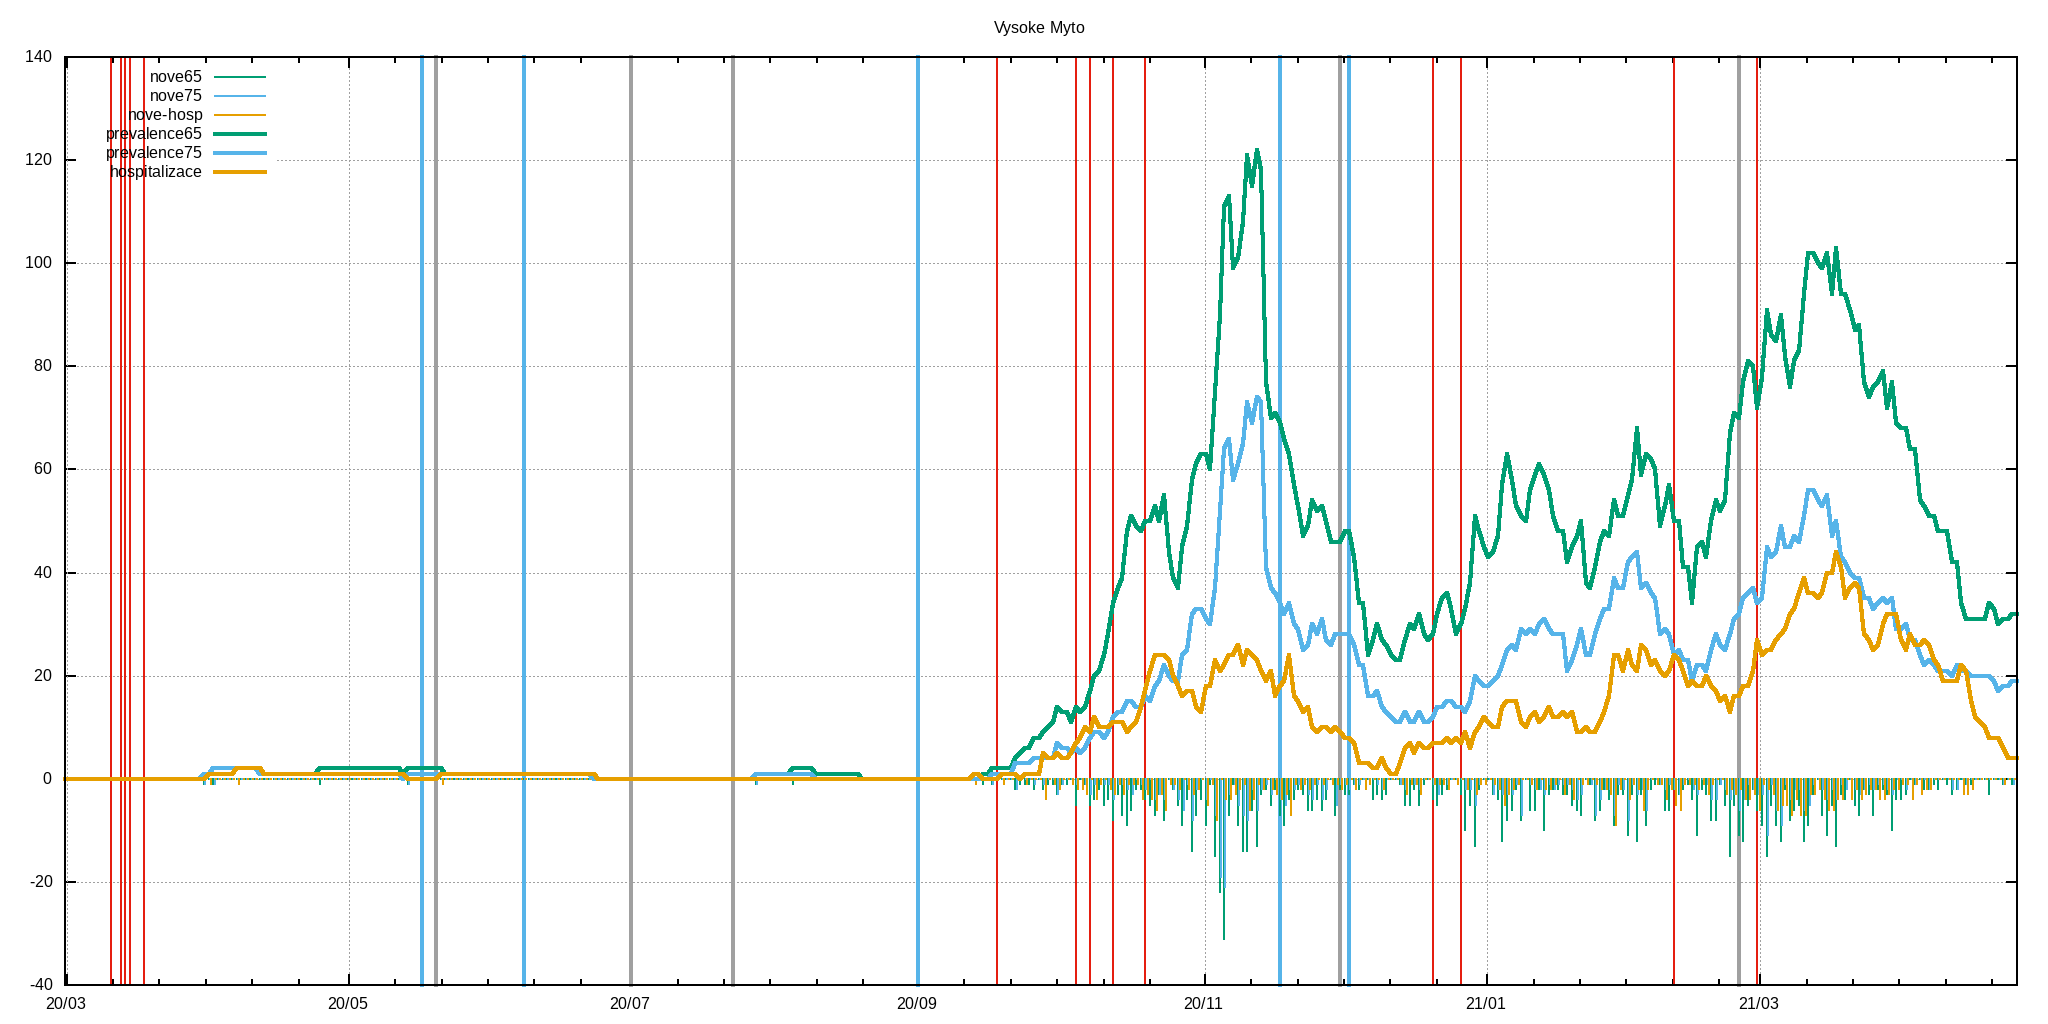 Vysoke Myto
nove65
nove75
nove-hosp
prevalence65
prevalence75
hospitalizace
140
120
100
80
60
40
20
0
-20
-40
20/03 20/05 20/07 20/09 20/11 21/01 21/03